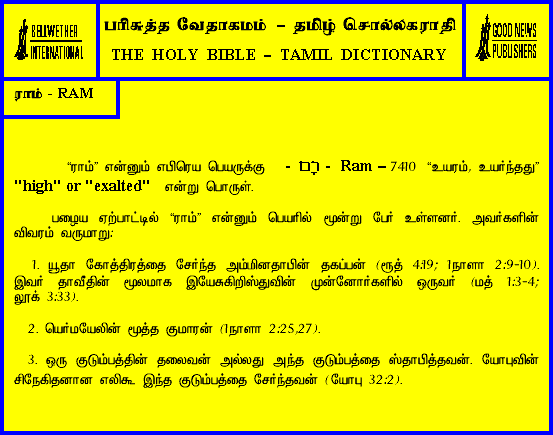 BELLWETHER
INTERNATIONAL
பரிசுத்த வேதாகமம் – தமிழ் சொல்லகராதி
THE HOLY BIBLE – TAMIL DICTIONARY
GOOD NEWS
PUBLISHERS
ராம் - RAM
“ராம்” என்னும் எபிரெய பெயருக்கு - רָם - Ram – 7410 “உயரம், உயர்ந்தது”
"high" or "exalted" என்று பொருள்.
பழைய ஏற்பாட்டில் “ராம்” என்னும் பெயரில் மூன்று பேர் உள்ளனர். அவர்களின்
விவரம் வருமாறு;
1. யூதா கோத்திரத்தை சேர்ந்த அம்மினதாபின் தகப்பன் (ரூத் 4:19; 1நாளா 2:9-10).
இவர் தாவீதின் மூலமாக இயேசுகிறிஸ்துவின் முன்னோர்களில் ஒருவர் (மத் 1:3-4;
லூக் 3:33).
2. யெர்மயேலின் மூத்த குமாரன் (1நாளா 2:25,27).
3. ஒரு குடும்பத்தின் தலைவன் அல்லது அந்த குடும்பத்தை ஸ்தாபித்தவன். யோபுவின்
சிநேகிதனான எலிகூ இந்த குடும்பத்தை சேர்ந்தவன் (யோபு 32:2).